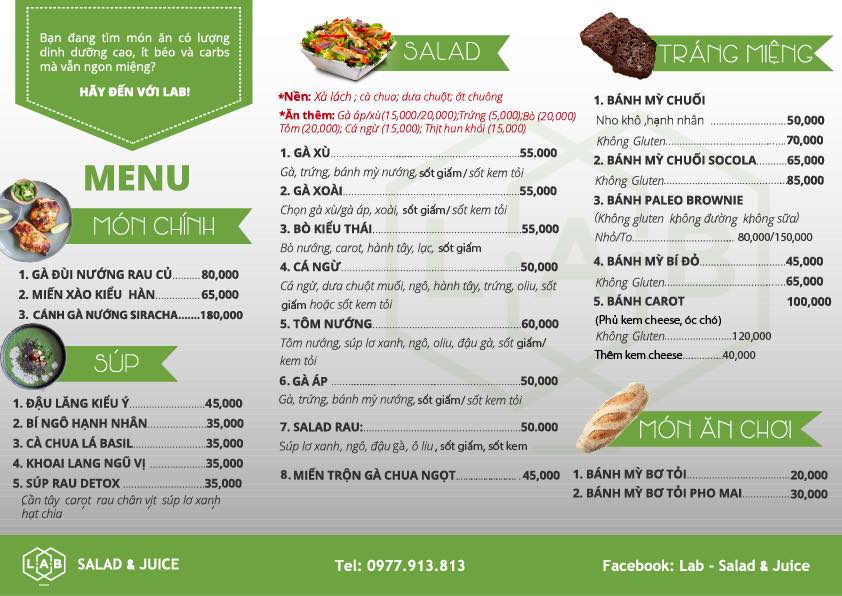 Bạn đang tìm món ăn có lượng
dinh dưỡng cao, ít béo và carbs
mà vẫn ngon miệng?
HÃY ĐẾN VỚI LAB!
MENU
MÓN CHÍNH
1. GÀ ĐÙI NƯỚNG RAU CỦ...........80,000
2. MIẾN XÀO KIỂU HÀN............65,000
3. CÁNH GÀ NƯỚNG SIRACHA.......180,000
SÚP
1. ĐẬU LĂNG KIỂU Ý...................45,000
2. BÍ NGÔ HẠNH NHÂN...............35,000
3. CÀ CHUA LÁ BASIL..................35,000
4. KHOAI LANG NGŨ VỊ ...............35,000
5. SÚP RAU DETOX .....................35,000
Cần tây carọt rau chân vịt súp lơ xanh
hạt chia
SALAD
*Nền: Xà lách ; cà chua; dưa chuột; ớt chuông
*Ăn thêm: Gà áp/xù(15,000/20,000);Trứng (5,000);Bò (20,000)
Tôm (20,000); Cá ngừ (15,000); Thịt hun khói (15,000)
1. GÀ XÙ................................................55.000
Gà, trứng, bánh mỳ nướng, sốt giấm/ sốt kem tỏi
2. GÀ XOÀI............................................55,000
Chọn gà xù/gà áp, xoài, sốt giấm/ sốt kem tỏi
3. BÒ KIỂU THÁI.....................................55,000
Bò nướng, carot, hành tây, lạc, sốt giấm
4. CÁ NGỪ.............................................50,000
Cá ngừ, dưa chuột muối, ngô, hành tây, trứng, oliu, sốt
giấm hoặc sốt kem tỏi
5. TÔM NƯỚNG.....................................60,000
Tôm nướng, súp lơ xanh, ngô, oliu, đậu gà, sốt giấm/
kem tỏi
6. GÀ ÁP ...............................................50,000
Gà, trứng, bánh mỳ nướng, sốt giấm/ sốt kem tỏi
7. SALAD RAU:.......................................50.000
Súp lơ xanh, ngô, đậu gà, ô liu , sốt giấm, sốt kem
8. MIẾN TRỘN GÀ CHUA NGỌT................. 45,000
TRÁNG MIỆNG
1. BÁNH MỲ CHUỐI
Nho khô ,hạnh nhân ...................50,000
Không Gluten...............................70,000
2. BÁNH MỲ CHUỐI SOCOLA........65,000
Không Gluten...............................85,000
3. BÁNH PALEO BROWNIE
(Không gluten không đường không sữa)
Nhỏ/To.................... 80,000/150,000
4. BÁNH MỲ BÍ ĐỎ......................45,000
Không Gluten..............................65,000
5. BÁNH CAROT 100,000
(Phủ kem cheese, óc chó)
Không Gluten.................120,000
Thêm kem cheese............40,000
MÓN ĂN CHƠI
1. BÁNH MỲ BƠ TỎI..........................20,000
2. BÁNH MỲ BƠ TỎI PHO MAI............30,000
LAB
LAB
SALAD & JUICE
Tel: 0977.913.813
Facebook: Lab - Salad & Juice